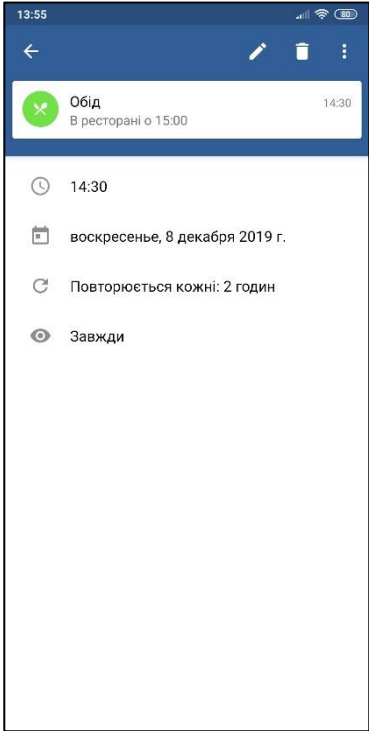 13:55
80
Обід
14:30
В ресторані о 15:00
14:30
воскресенье, 8 декабря 2019 г.
Повторюється кожні: 2 годин
Завжди